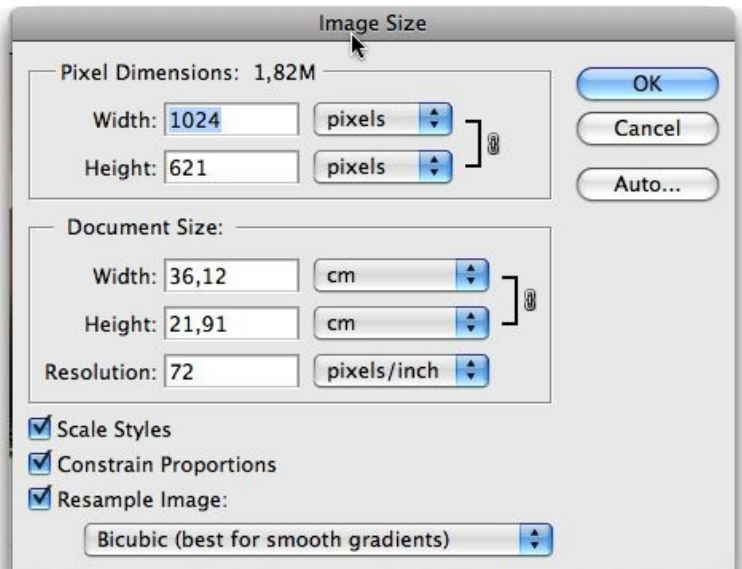 Image Size
Pixel Dimensions: 1,82M
OK
Width: 1024 pixels
Cancel
Height: 621 pixels
Auto...
Document Size:
Width: 36,12 cm
Height: 21,91 cm
Resolution: 72 pixels/inch
Scale Styles
Constrain Proportions
Resample Image:
Bicubic (best for smooth gradients)